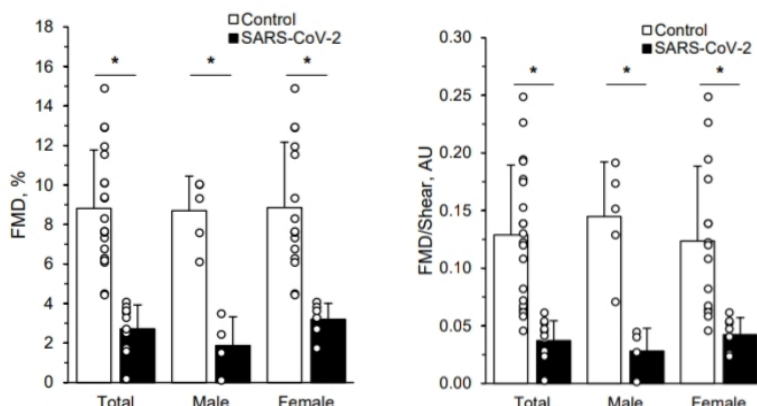 Control
SARS-CoV-2
18
16
14
12
10
8
6
4
2
0
FMD, %
*
*
*
Total
Male
Female
Control
SARS-CoV-2
0.30
0.25
0.20
0.15
0.10
0.05
0.00
FMD/Shear, AU
*
*
*
Total
Male
Female